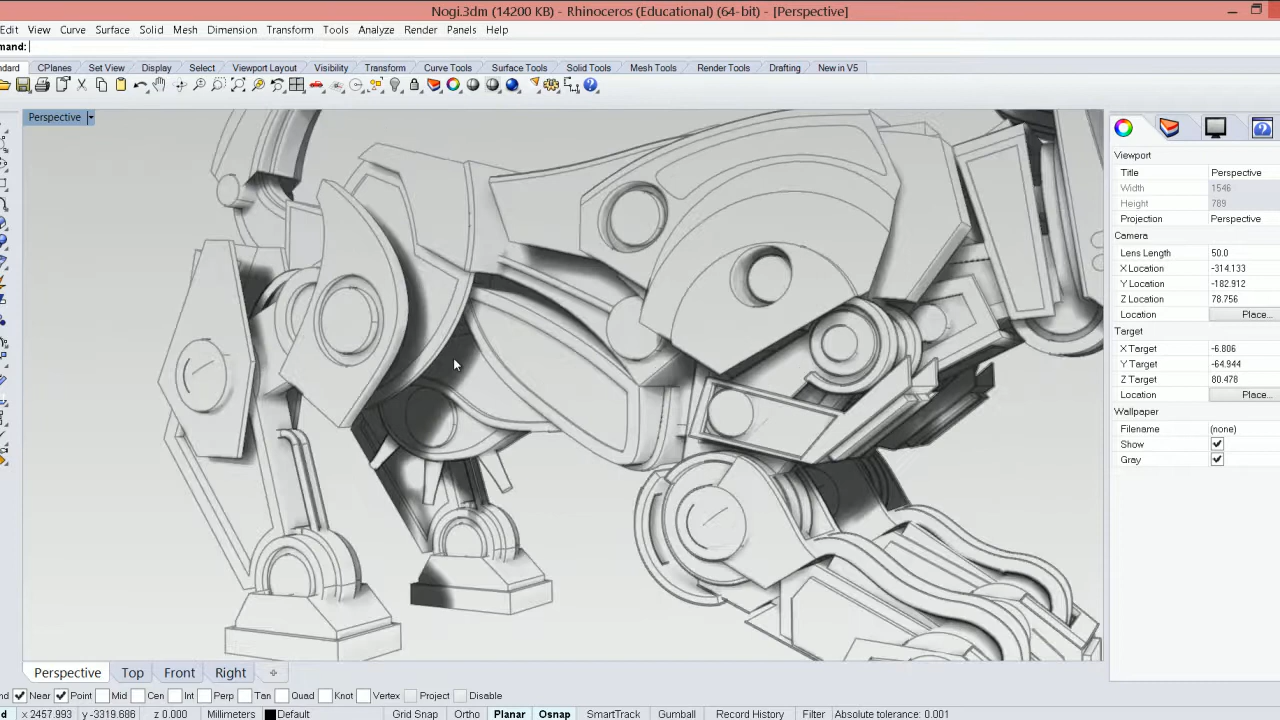 Nogi.3dm (14200 KB) - Rhinoceros (Educational) (64-bit) - [Perspective]
Edit View Curve Surface Solid Mesh Dimension Transform Tools Analyze Render Panels Help
mand:
ndard CPlanes Set View Display Select Viewport Layout Visibility Transform Curve Tools Surface Tools Solid Tools Mesh Tools Render Tools Drafting New in V5
Perspective
Viewport
Title Perspective
Width 1546
Height 789
Projection Perspective
Camera
Lens Length 50.0
X Location -314.133
Y Location -182.912
Z Location 78.756
Location Place...
Target
X Target -6.806
Y Target -64.944
Z Target 80.478
Location Place...
Wallpaper
Filename (none)
Show
Gray
Perspective Top Front Right
nd Near Point Mid Cen Int Perp Tan Quad Knot Vertex Project Disable
d x 2457.993 y -3319.686 z 0.000 Millimeters Default Grid Snap Ortho Planar Osnap SmartTrack Gumball Record History Filter Absolute tolerance: 0.001